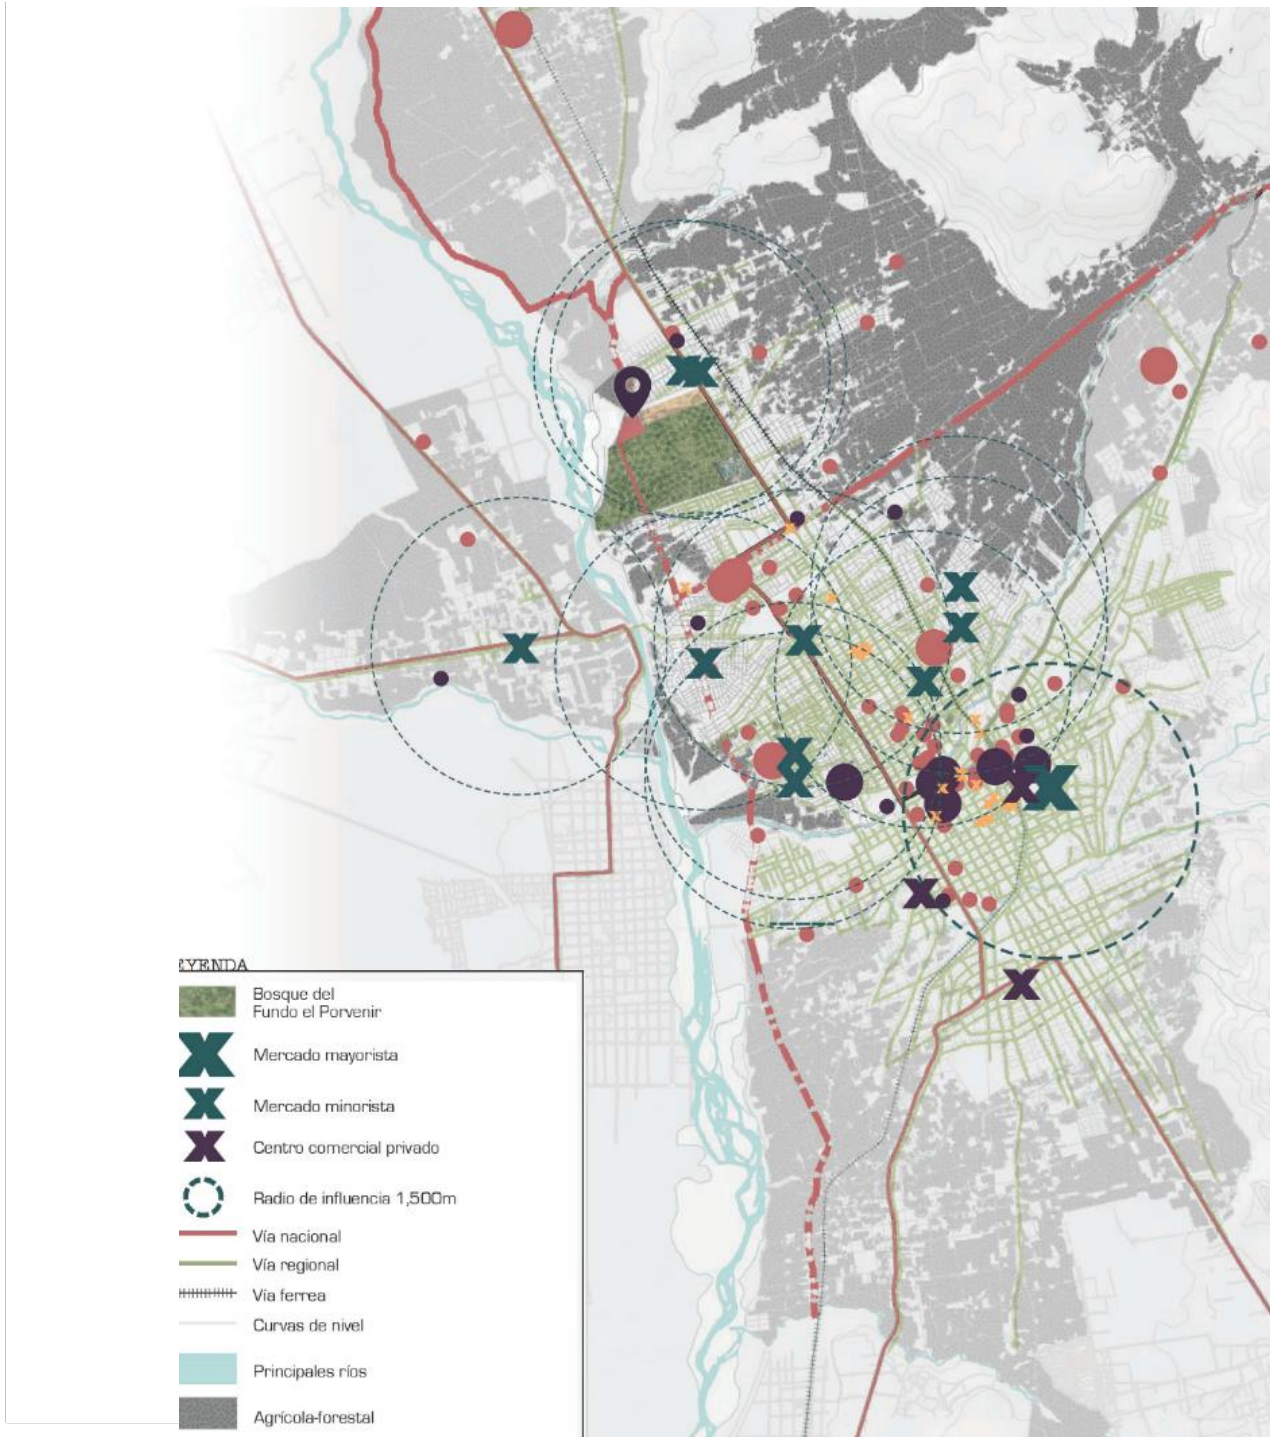 EYENDA
Bosque del
Fundo el Porvenir
Mercado mayorista
Mercado minorista
Centro comercial privado
Radio de influencia 1,500m
Vía nacional
Vía regional
Vía ferrea
Curvas de nivel
Principales ríos
Agrícola-forestal